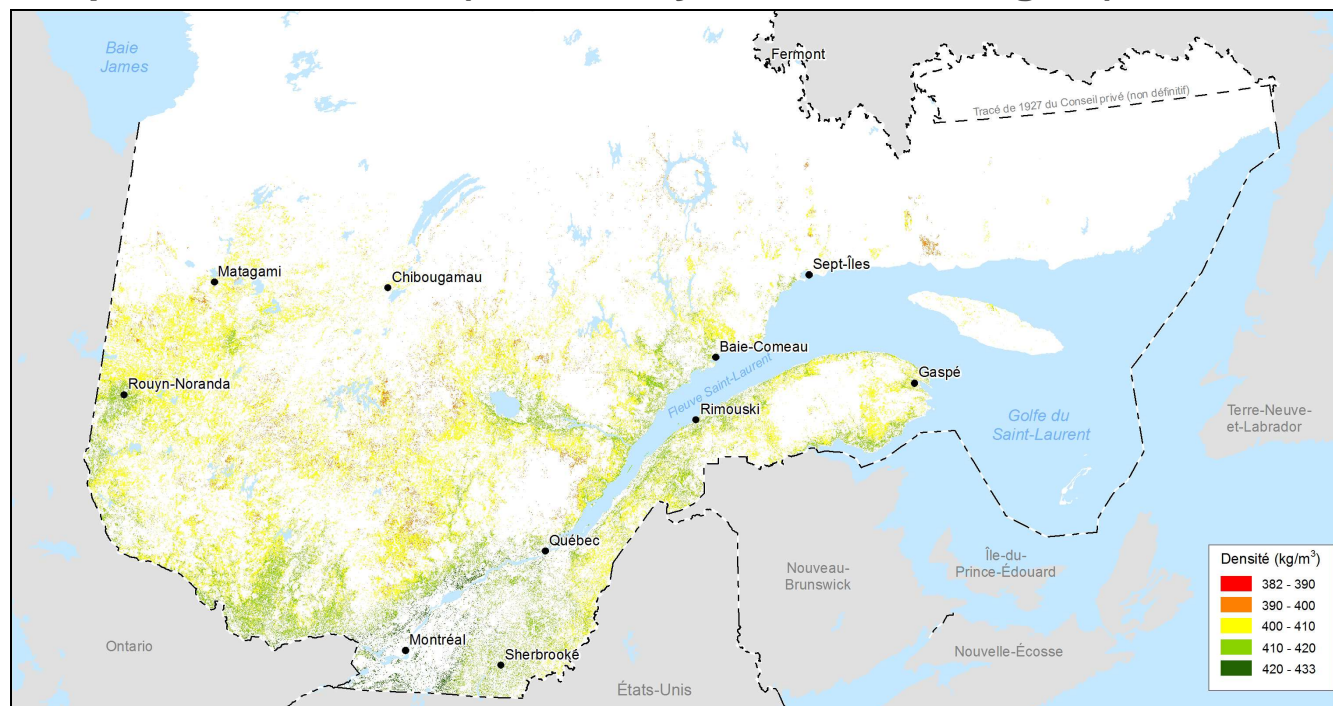 Baie
James
Fermont
Tracé de 1927 du Conseil privé (non définitif)
Matagami
Chibougamau
Sept-Îles
Baie-Comeau
Rouyn-Noranda
Gaspé
Fleuve Saint-Laurent
Rimouski
Golfe du
Saint-Laurent
Terre-Neuve-
et-Labrador
Québec
Nouveau-
Brunswick
Île-du-
Prince-Édouard
Ontario
Montréal
Sherbrooke
États-Unis
Nouvelle-Écosse
Densité (kg/m³)
382 - 390
390 - 400
400 - 410
410 - 420
420 - 433